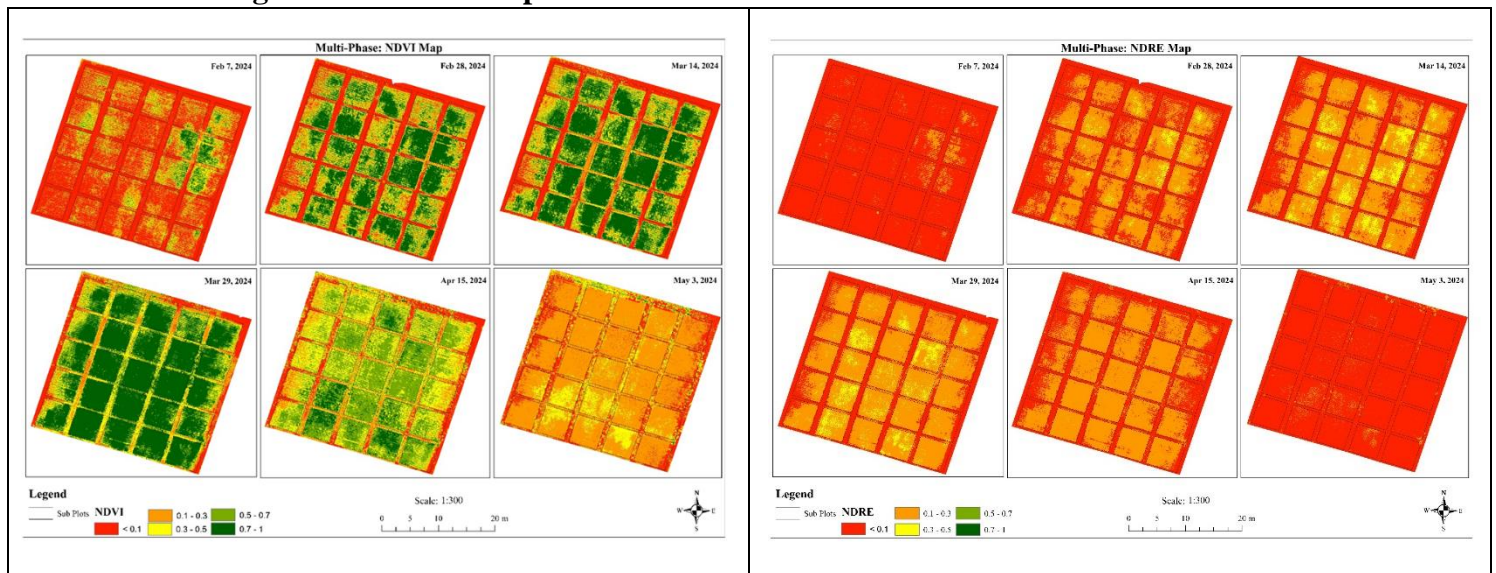 Multi-Phase: NDVI Map
Feb 7, 2024
Feb 28, 2024
Mar 14, 2024
Mar 29, 2024
Apr 15, 2024
May 3, 2024
Legend
Sub Plots NDVI
< 0.1
0.1 - 0.3
0.3 - 0.5
0.5 - 0.7
0.7 - 1
Scale: 1:300
0 5 10 20 m
N
W E
S
Multi-Phase: NDRE Map
Feb 7, 2024
Feb 28, 2024
Mar 14, 2024
Mar 29, 2024
Apr 15, 2024
May 3, 2024
Legend
Sub Plots NDRE
< 0.1
0.1 - 0.3
0.3 - 0.5
0.5 - 0.7
0.7 - 1
Scale: 1:300
0 5 10 20 m
N
W E
S